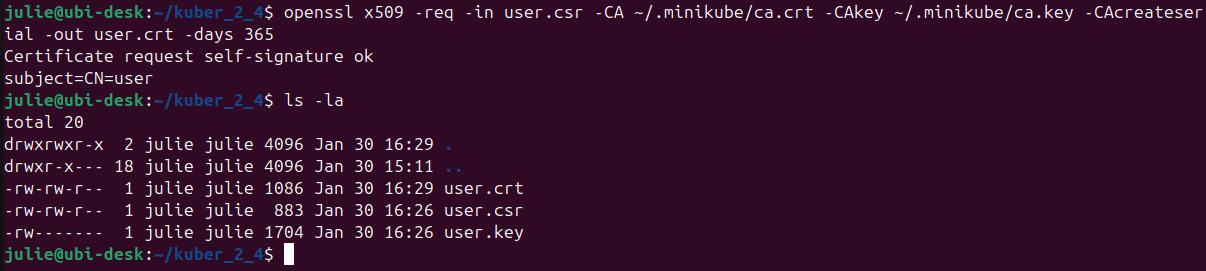 julie@ubi-desk:~/kuber_2_4$ openssl x509 -req -in user.csr -CA ~/.minikube/ca.crt -CAkey ~/.minikube/ca.key -CAcreateser
ial -out user.crt -days 365
Certificate request self-signature ok
subject=CN=user
julie@ubi-desk:~/kuber_2_4$ ls -la
total 20
drwxrwxr-x  2 julie julie 4096 Jan 30 16:29 .
drwxr-x--- 18 julie julie 4096 Jan 30 15:11 ..
-rw-rw-r--  1 julie julie 1086 Jan 30 16:29 user.crt
-rw-rw-r--  1 julie julie  883 Jan 30 16:26 user.csr
-rw-------  1 julie julie 1704 Jan 30 16:26 user.key
julie@ubi-desk:~/kuber_2_4$